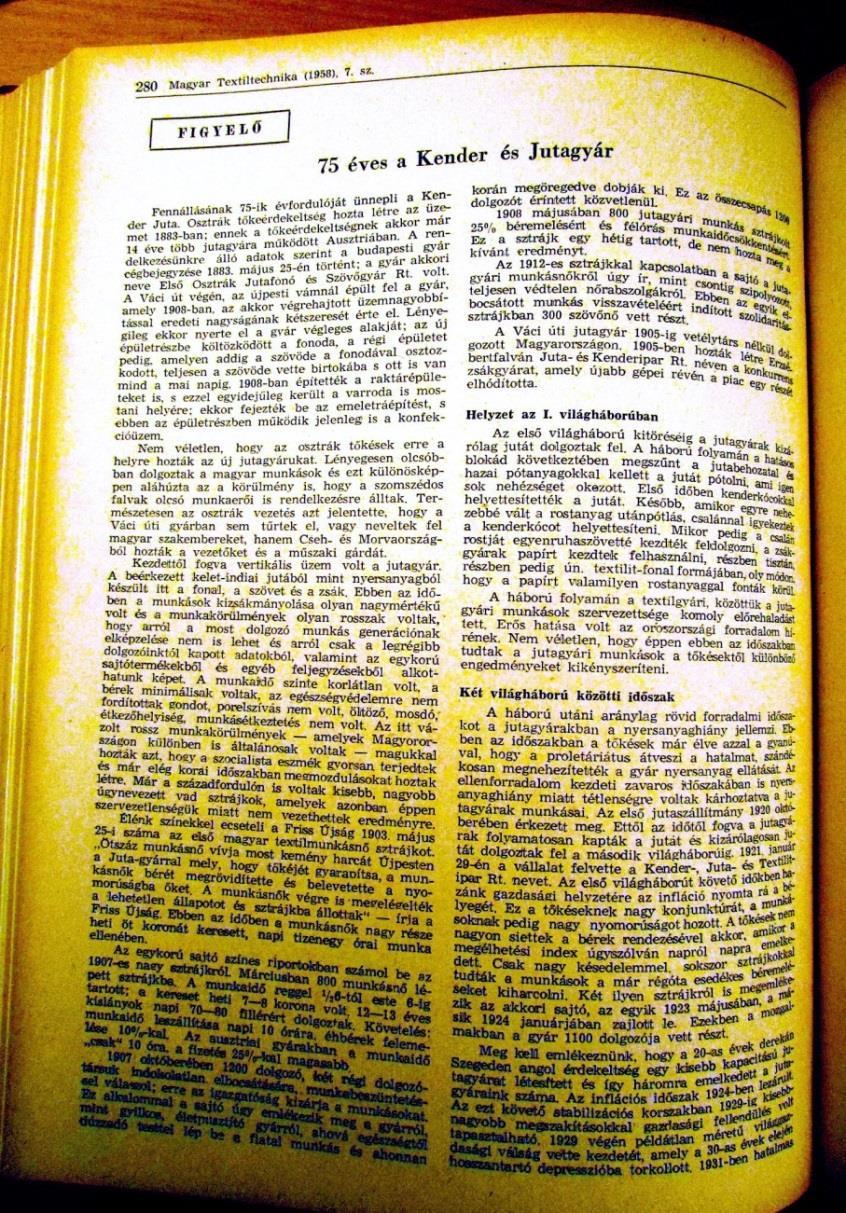 280 Magyar Textiltechnika (1958). 7. sz.
FIGYELŐ
75 éves a Kender és Jutagyár
Fennállásának 75-ik évfordulóját ünnepli a Ken-
der Juta. Osztrák tőkeérdekeltség hozta létre az üze-
met 1883-ban; ennek a tőkeérdekeltségnek akkor már
14 éve több jutagyára működött Ausztriában. A ren-
delkezésünkre álló adatok szerint a budapesti gyár
cégbejegyzése 1883. május 25-én történt; a gyár akkori
neve Első Osztrák Jutafonó és Szövőgyár Rt. volt.
A Váci út végén, az újpesti vámnál épült fel a gyár,
amely 1908-ban, az akkor végrehajtott üzemnagyobbí-
tással eredeti nagyságának kétszeresét érte el. Lénye-
gileg ekkor nyerte el a gyár végleges alakját; az új
épületrészbe költözködött a fonoda, a régi épületet
pedig, amelyen addig a szövöde a fonodával osztoz-
kodott, teljesen a szövöde vette birtokába s ott is van
mind a mai napig. 1908-ban építették a raktárépüle-
teket is, s ezzel egyidejűleg került a varroda is mos-
tani helyére; ekkor fejezték be az emeletráépítést, s
ebben az épületrészben működik jelenleg is a konfek-
cióüzem.
Nem véletlen, hogy az osztrák tőkések erre a
helyre hozták az új jutagyárukat. Lényegesen olcsób-
ban dolgoztak a magyar munkások és ezt különöskép-
pen aláhúzta az a körülmény is, hogy a szomszédos
falvak olcsó munkaerői is rendelkezésre álltak. Ter-
mészetesen az osztrák vezetés azt jelentette, hogy a
Váci úti gyárban sem tűrtek el, vagy neveltek fel
magyar szakembereket, hanem Cseh- és Morvaország-
ból hozták a vezetőket és a műszaki gárdát.
Kezdettől fogva vertikális üzem volt a jutagyár.
A beérkezett kelet-indiai jutából mint nyersanyagból
készült itt a fonal, a szövet és a zsák. Ebben az idő-
ben a munkások kizsákmányolása olyan nagymértékű
volt és a munkakörülmények olyan rosszak voltak,
hogy arról a most dolgozó munkás generációnak
elképzelése nem is lehet és arról csak a legrégibb
dolgozóinktól kapott adatokból, valamint az egykorú
sajtótermékekből és egyéb feljegyzésekből alkot-
hatunk képet. A munkaidő szinte korlátlan volt, a
bérek minimálisak voltak, az egészségvédelemre nem
fordítottak gondot, porelszívás nem volt, öltöző, mosdó,
étkezőhelyiség, munkásétkeztetés nem volt. Az itt vá-
zolt rossz munkakörülmények — amelyek Magyaror-
szágon különben is általánosak voltak — magukkal
hozták azt, hogy a szocialista eszmék gyorsan terjedtek
és már elég korai időszakban megmozdulásokat hoztak
létre. Már a századfordulón is voltak kisebb, nagyobb
úgynevezett vad sztrájkok, amelyek azonban éppen
szervezetlenségük miatt nem vezethettek eredményre.
Élénk színekkel ecseteli a Friss Újság 1903. május
25-i száma az első magyar textilmunkásnő sztrájkot.
„Ötszáz munkásnő vívja most kemény harcát Újpesten
a Juta-gyárral mely, hogy tőkéjét gyarapítsa, a mun-
kásnők bérét megrövidítette és belevetette a nyo-
morúságba őket. A munkásnők végre is megelégelték
a lehetetlen állapotot és sztrájkba állottak“ — írja a
Friss Újság. Ebben az időben a munkásnők nagy része
heti öt koronát keresett, napi tizenegy órai munka
ellenében.
Az egykorú sajtó színes riportokban számol be az
1907-es nagy sztrájkról. Márciusban 800 munkásnő lé-
pett sztrájkba. A munkaidő reggel ½6-tól este 6-ig
tartott; a kereset heti 7—8 korona volt, 12—13 éves
kislányok napi 70—80 fillérért dolgoztak. Követelés:
munkaidő leszállítása napi 10 órára, éhbérek feleme-
lése 10%-kal. Az ausztriai gyárakban a munkaidő
„csak“ 10 óra, a fizetés 25%-kal magasabb.
1907 októberében 1200 dolgozó, két régi dolgozó-
társuk indokolatlan elbocsátására, munkabeszüntetés-
sel válaszol; erre az igazgatóság kizárja a munkásokat.
Ez alkalommal a sajtó úgy emlékezik meg a gyárról,
mint gyilkos, életpusztító gyárról, ahová egészségtől
duzzadó testtel lép be a fiatal munkás és ahonnan
korán megöregedve dobják ki. Ez az összecsapás 1200
dolgozót érintett közvetlenül.
1908 májusában 800 jutagyári munkás sztrájkolt
25% béremelésért és félórás munkaidőcsökkentésért.
Ez a sztrájk egy hétig tartott, de nem hozta meg a
kívánt eredményt.
Az 1912-es sztrájkkal kapcsolatban a sajtó a juta-
gyári munkásnőkről úgy ír, mint csontig szipolyozott,
teljesen védtelen nőrabszolgákról. Ebben az egyik el-
bocsátott munkás visszavételéért indított szolidaritás-
sztrájkban 300 szövőnő vett részt.
A Váci úti jutagyár 1905-ig vetélytárs nélkül dol-
gozott Magyarországon. 1905-ben hozták létre Erzsé-
bertfalván Juta- és Kenderipar Rt. néven a konkurrens
zsákgyárat, amely újabb gépei révén a piac egy részét
elhódította.
Helyzet az I. világháborúban
Az első világháború kitöréséig a jutagyárak kizá-
rólag jutát dolgoztak fel. A háború folyamán a hatásos
blokád következtében megszűnt a jutabehozatal és
hazai pótanyagokkal kellett a jutát pótolni, ami igen
sok nehézséget okozott. Első időben kenderkócokkal
helyettesítették a jutát. Később, amikor egyre nehe-
zebbé vált a rostanyag utánpótlás, csalánnal igyekeztek
a kenderkócot helyettesíteni. Mikor pedig a csalán
rostját egyenruhaszövetté kezdték feldolgozni, a zsák-
gyárak papírt kezdtek felhasználni, részben tisztán,
részben pedig ún. textilit-fonal formájában, oly módon,
hogy a papírt valamilyen rostanyaggal fonták körül.
A háború folyamán a textilgyári, közöttük a juta-
gyári munkások szervezettsége komoly előrehaladást
tett. Erős hatása volt az oroszországi forradalom hí-
rének. Nem véletlen, hogy éppen ebben az időszakban
tudtak a jutagyári munkások a tőkésektől különböző
engedményeket kikényszeríteni.
Két világháború közötti időszak
A háború utáni aránylag rövid forradalmi idősza-
kot a jutagyárakban a nyersanyaghiány jellemzi. Eb-
ben az időszakban a tőkések már élve azzal a gyanú-
val, hogy a proletáriátus átveszi a hatalmat, szándé-
kosan megnehezítették a gyár nyersanyag ellátását. Az
ellenforradalom kezdeti zavaros időszakában is nyers-
anyaghiány miatt tétlenségre voltak kárhoztatva a ju-
tagyárak munkásai. Az első jutaszállítmány 1920 októ-
berében érkezett meg. Ettől az időtől fogva a jutagyá-
rak folyamatosan kapták a jutát és kizárólagosan ju-
tát dolgoztak fel a második világháborúig. 1921. január
29-én a vállalat felvette a Kender-, Juta- és Textilit-
ipar Rt. nevet. Az első világháborút követő időkben ha-
zánk gazdasági helyzetére az infláció nyomta rá a bé-
lyegét. Ez a tőkéseknek nagy konjunktúrát, a munká-
soknak pedig nagy nyomorúságot hozott. A tőkések nem
nagyon siettek a bérek rendezésével akkor, amikor a
megélhetési index úgyszólván napról napra emelke-
dett. Csak nagy késedelemmel, sokszor sztrájkokkal
tudták a munkások a már régóta esedékes béremelé-
seket kiharcolni. Két ilyen sztrájkról is megemléke-
zik az akkori sajtó, az egyik 1923 májusában, a má-
sik 1924 januárjában zajlott le. Ezekben a mozgal-
makban a gyár 1100 dolgozója vett részt.
Meg kell emlékeznünk, hogy a 20-as évek derekán
Szegeden angol érdekeltség egy kisebb kapacitású ju-
tagyárat létesített és így háromra emelkedett a juta-
gyáraink száma. Az inflációs időszak 1924-ben lezárult.
Az ezt követő stabilizációs korszakban 1929-ig kisebb-
nagyobb megszakításokkal gazdasági fellendülés volt
tapasztalható. 1929 végén példátlan méretű világgaz-
dasági válság vette kezdetét, amely a 30-as évek elején
hosszantartó depresszióba torkollott. 1931-ben hatalmas